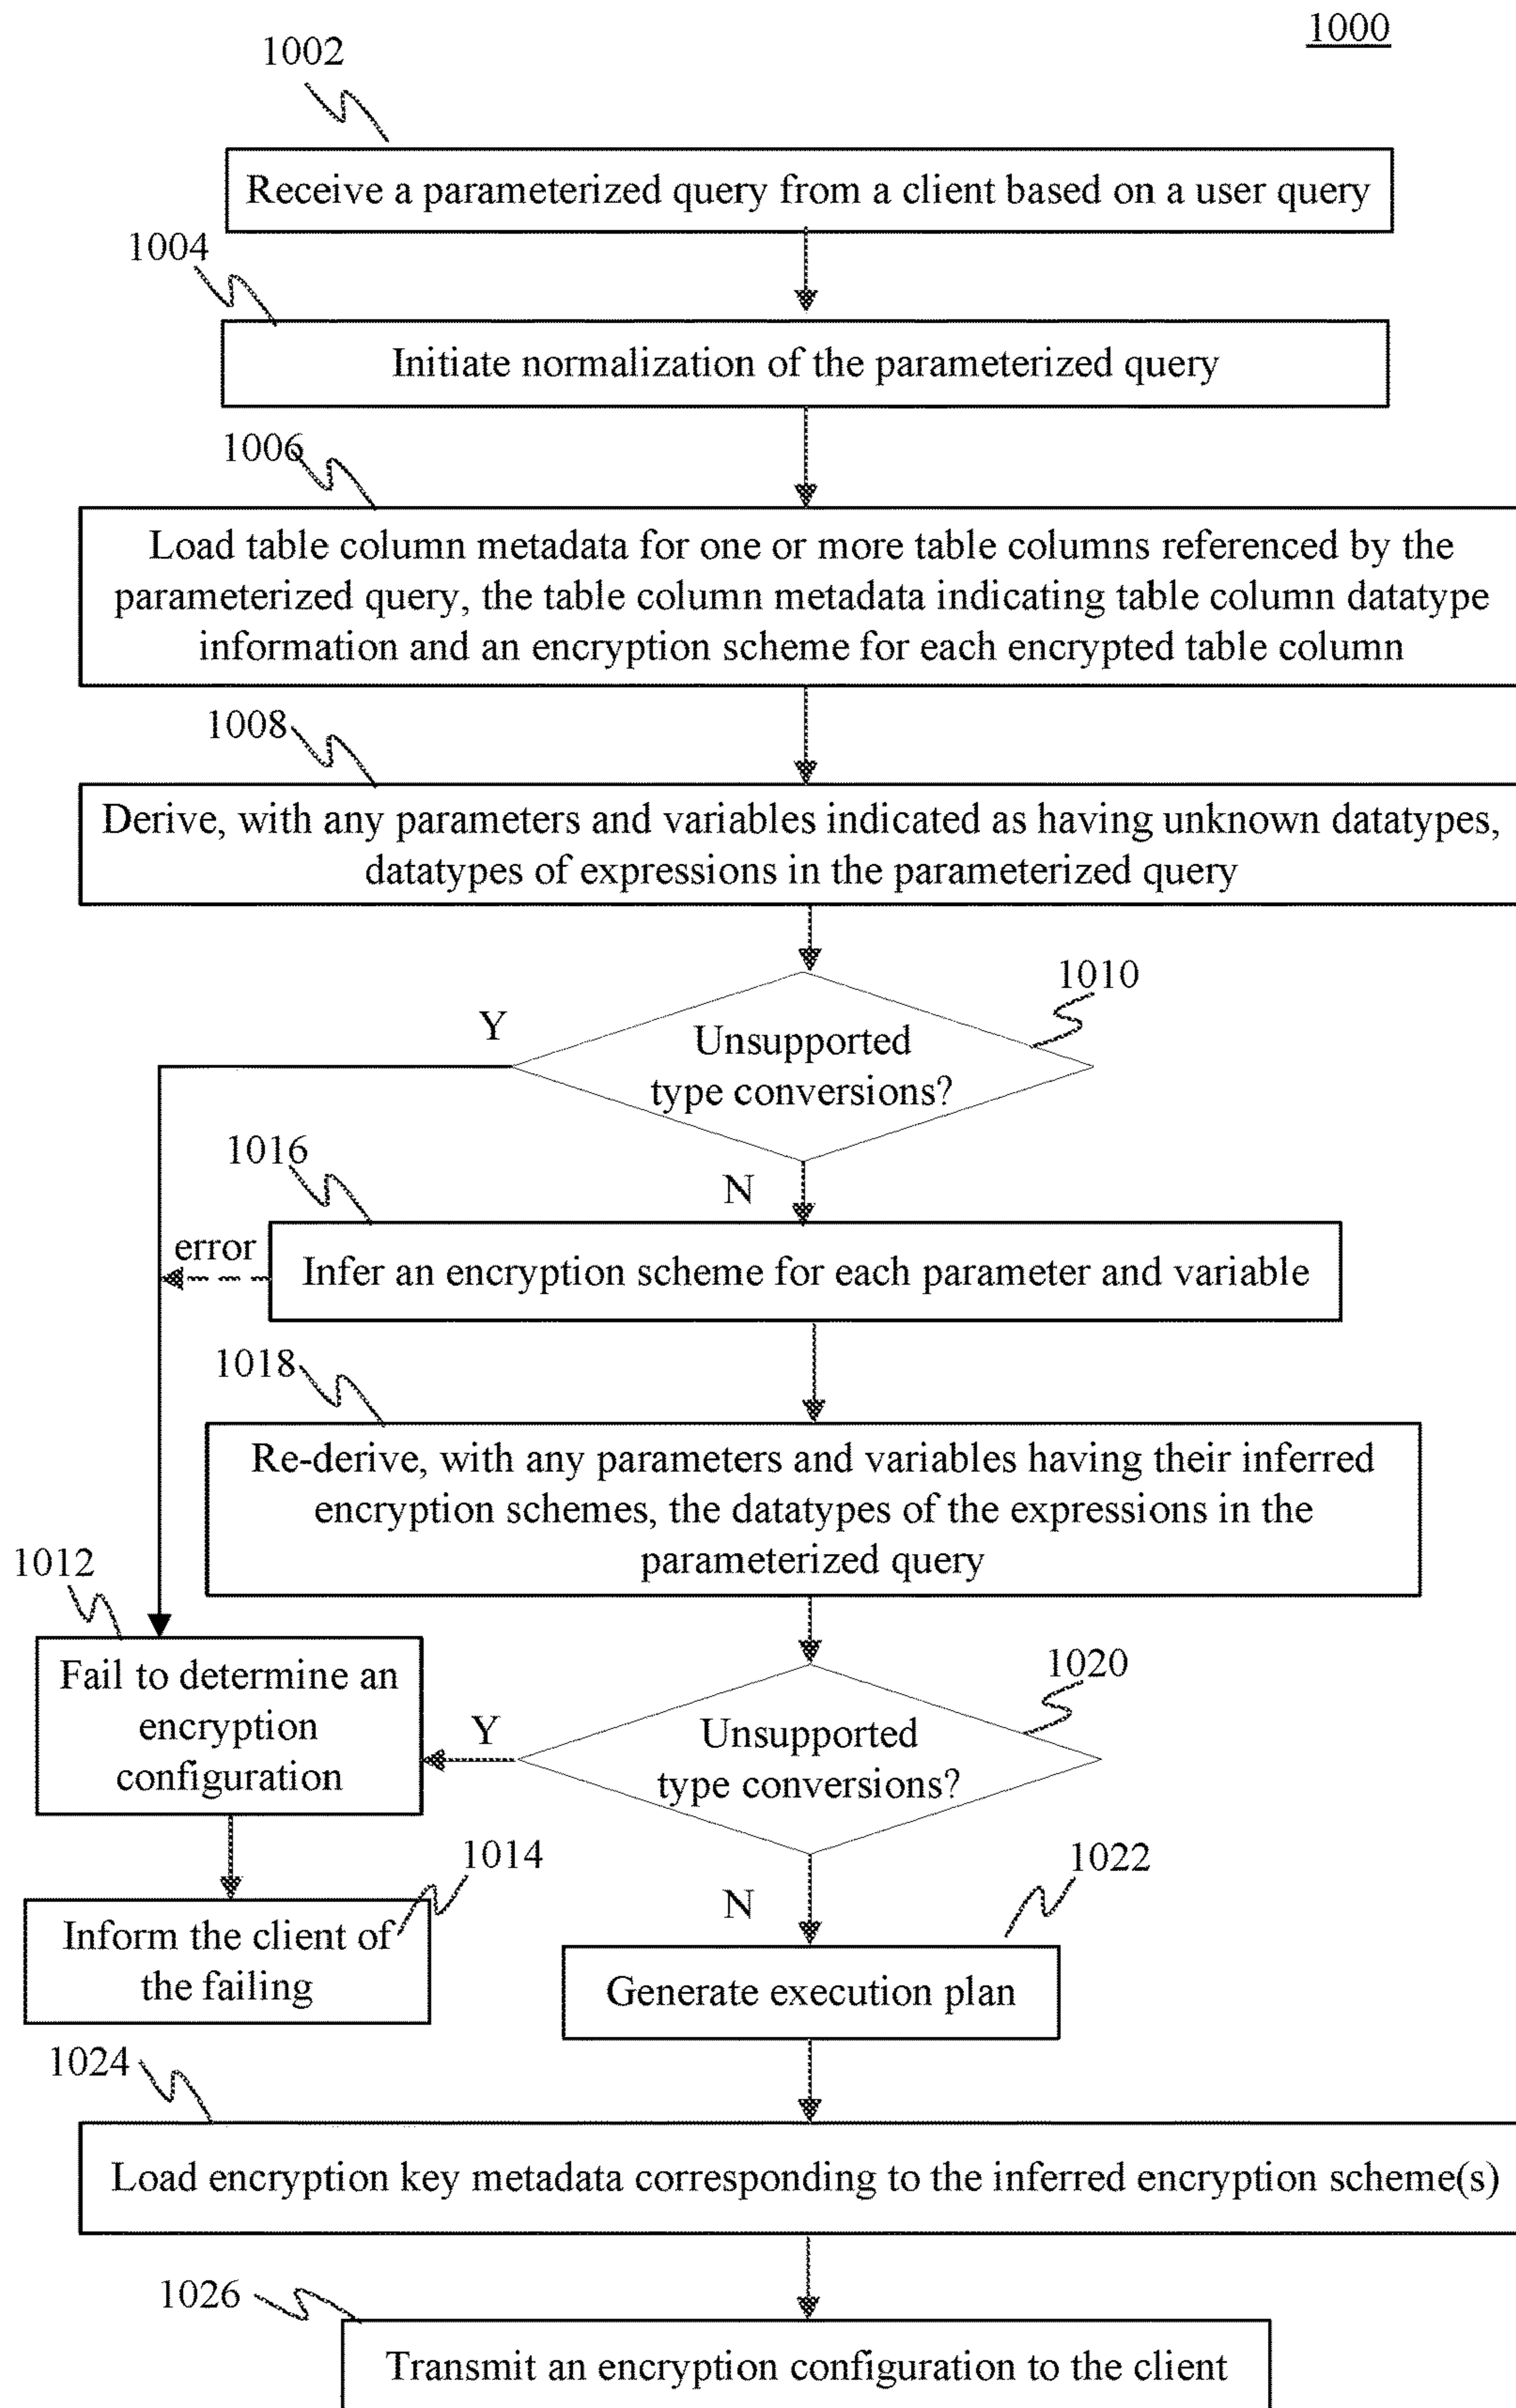 1000
1002
Receive a parameterized query from a client based on a user query
1004
Initiate normalization of the parameterized query
1006
Load table column metadata for one or more table columns referenced by the
parameterized query, the table column metadata indicating table column datatype
information and an encryption scheme for each encrypted table column
1008
Derive, with any parameters and variables indicated as having unknown datatypes,
datatypes of expressions in the parameterized query
1010
Y
Unsupported
type conversions?
1016
N
error
Infer an encryption scheme for each parameter and variable
1018
Re-derive, with any parameters and variables having their inferred
encryption schemes, the datatypes of the expressions in the
parameterized query
1012
Fail to determine an
encryption
configuration
1020
Y
Unsupported
type conversions?
1014
Inform the client of
the failing
1022
N
Generate execution plan
1024
Load encryption key metadata corresponding to the inferred encryption scheme(s)
1026
Transmit an encryption configuration to the client